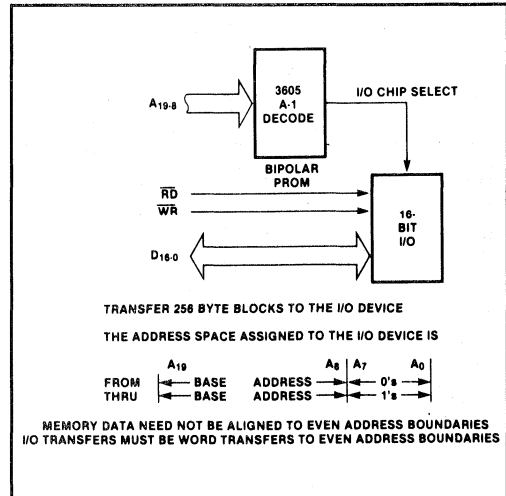 3605
A-1
DECODE
A19-8
I/O CHIP SELECT
BIPOLAR
PROM
RD
WR
16-
BIT
I/O
D16-0
TRANSFER 256 BYTE BLOCKS TO THE I/O DEVICE
THE ADDRESS SPACE ASSIGNED TO THE I/O DEVICE IS
A19 A8 A7 A0
FROM BASE ADDRESS 0's
THRU BASE ADDRESS 1's
MEMORY DATA NEED NOT BE ALIGNED TO EVEN ADDRESS BOUNDARIES
I/O TRANSFERS MUST BE WORD TRANSFERS TO EVEN ADDRESS BOUNDARIES